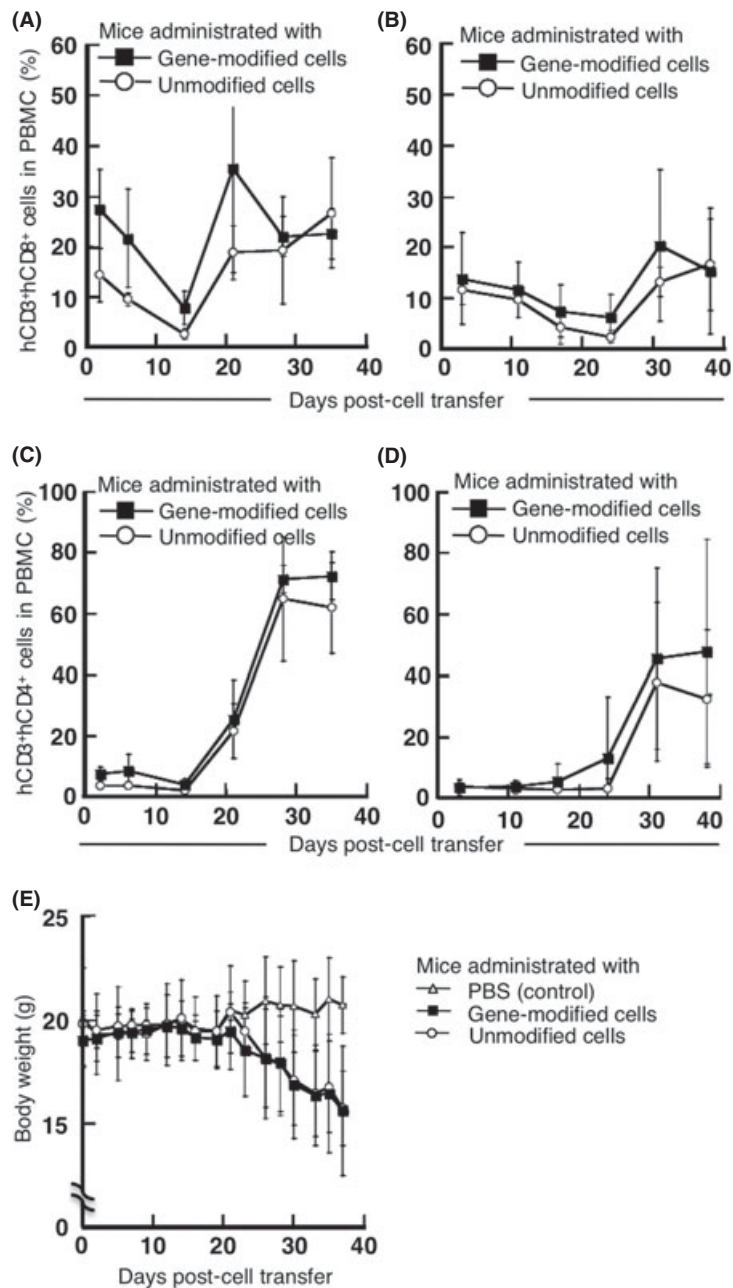 (A)
Mice administrated with
Gene-modified cells
Unmodified cells
hCD3⁺hCD8⁺ cells in PBMC (%)
60
50
40
30
20
10
0
0 10 20 30 40
(B)
Mice administrated with
Gene-modified cells
Unmodified cells
60
50
40
30
20
10
0
0 10 20 30 40
Days post-cell transfer
(C)
Mice administrated with
Gene-modified cells
Unmodified cells
hCD3⁺hCD4⁺ cells in PBMC (%)
100
80
60
40
20
0
0 10 20 30 40
(D)
Mice administrated with
Gene-modified cells
Unmodified cells
100
80
60
40
20
0
0 10 20 30 40
Days post-cell transfer
(E)
Body weight (g)
25
20
15
0
0 10 20 30 40
Days post-cell transfer
Mice administrated with
PBS (control)
Gene-modified cells
Unmodified cells